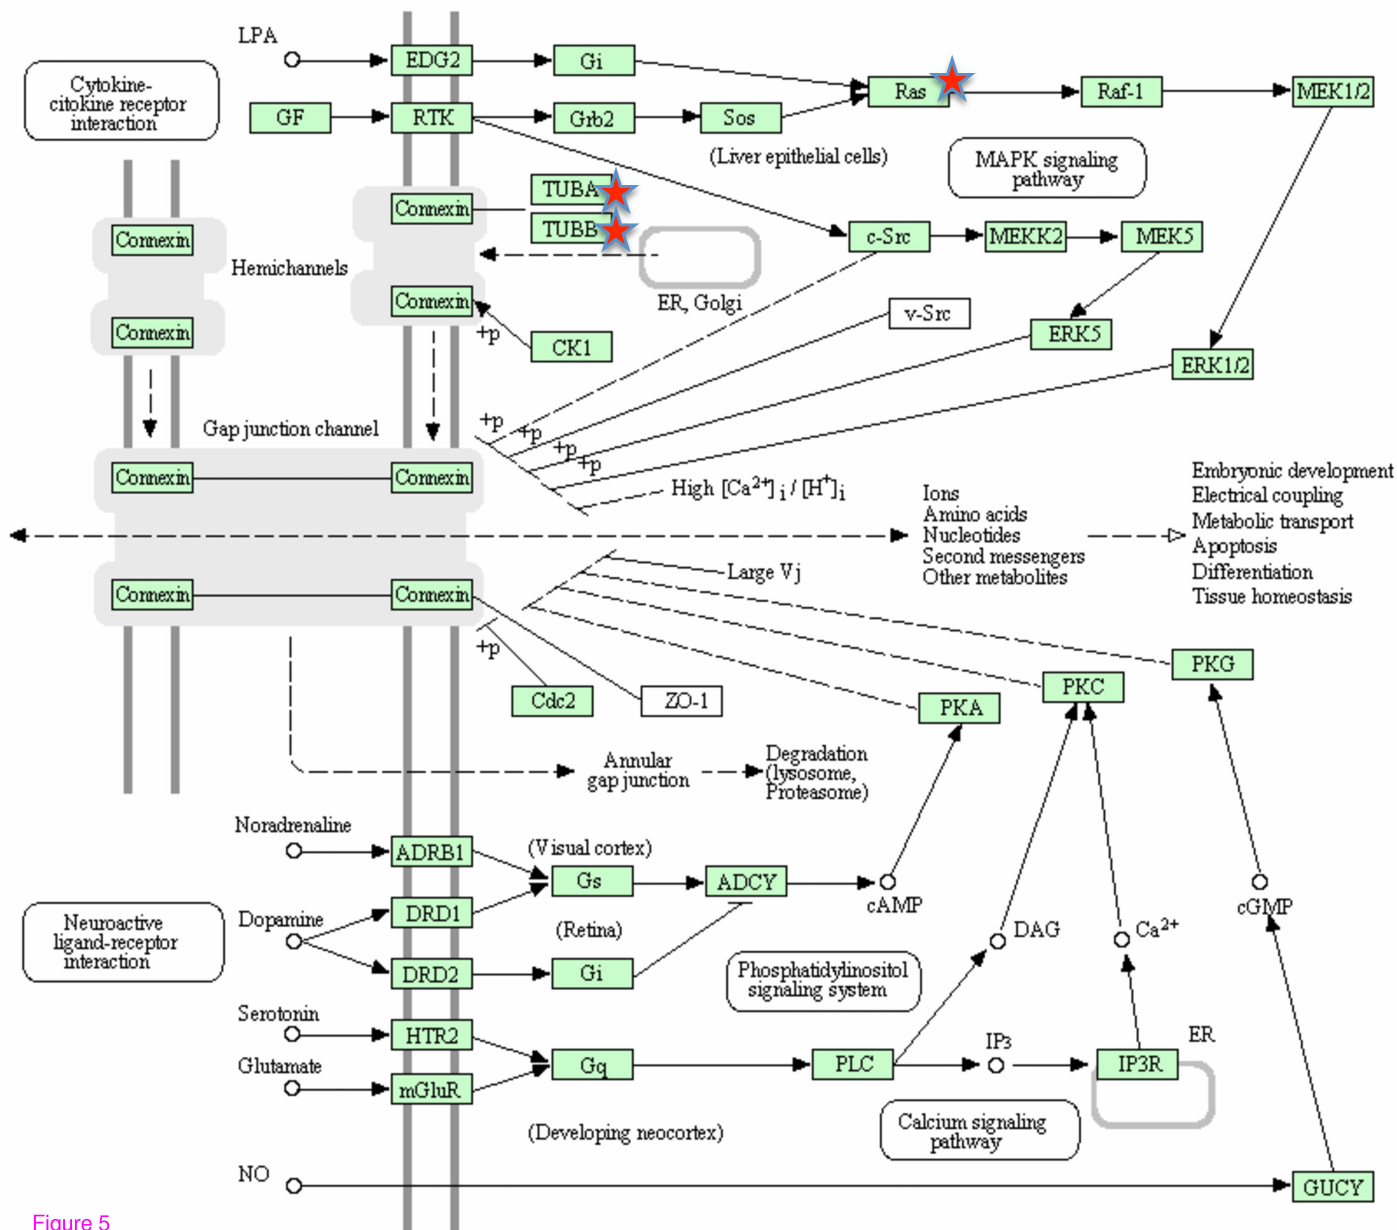 LPA
EDG2
Gi
Cytokine-
citokine receptor
interaction
GF
RTK
Grb2
Sos
Ras
Raf-1
MEK1/2
(Liver epithelial cells)
MAPK signaling
pathway
TUBA
TUBB
Connexin
Connexin
c-Src
MEKK2
MEK5
Hemichannels
ER, Golgi
Connexin
Connexin
+p
CK1
v-Src
ERK5
ERK1/2
Gap junction channel
+p
+p
+p
+p
Connexin
Connexin
High [Ca2+] i / [H+] i
Ions
Amino acids
Nucleotides
Second messengers
Other metabolites
Embryonic development
Electrical coupling
Metabolic transport
Apoptosis
Differentiation
Tissue homeostasis
Large Vj
Connexin
Connexin
+p
Cdc2
ZO-1
PKA
PKC
PKG
Annular
gap junction
Degradation
(lysosome,
Proteasome)
Noradrenaline
ADRB1
(Visual cortex)
Gs
ADCY
cAMP
cGMP
Neuroactive
ligand-receptor
interaction
Dopamine
DRD1
(Retina)
DRD2
Gi
DAG
Ca2+
Phosphatidylinositol
signaling system
Serotonin
HTR2
Glutamate
mGluR
Gq
PLC
IP3
IP3R
ER
(Developing neocortex)
Calcium signaling
pathway
NO
GUCY
Figure 5